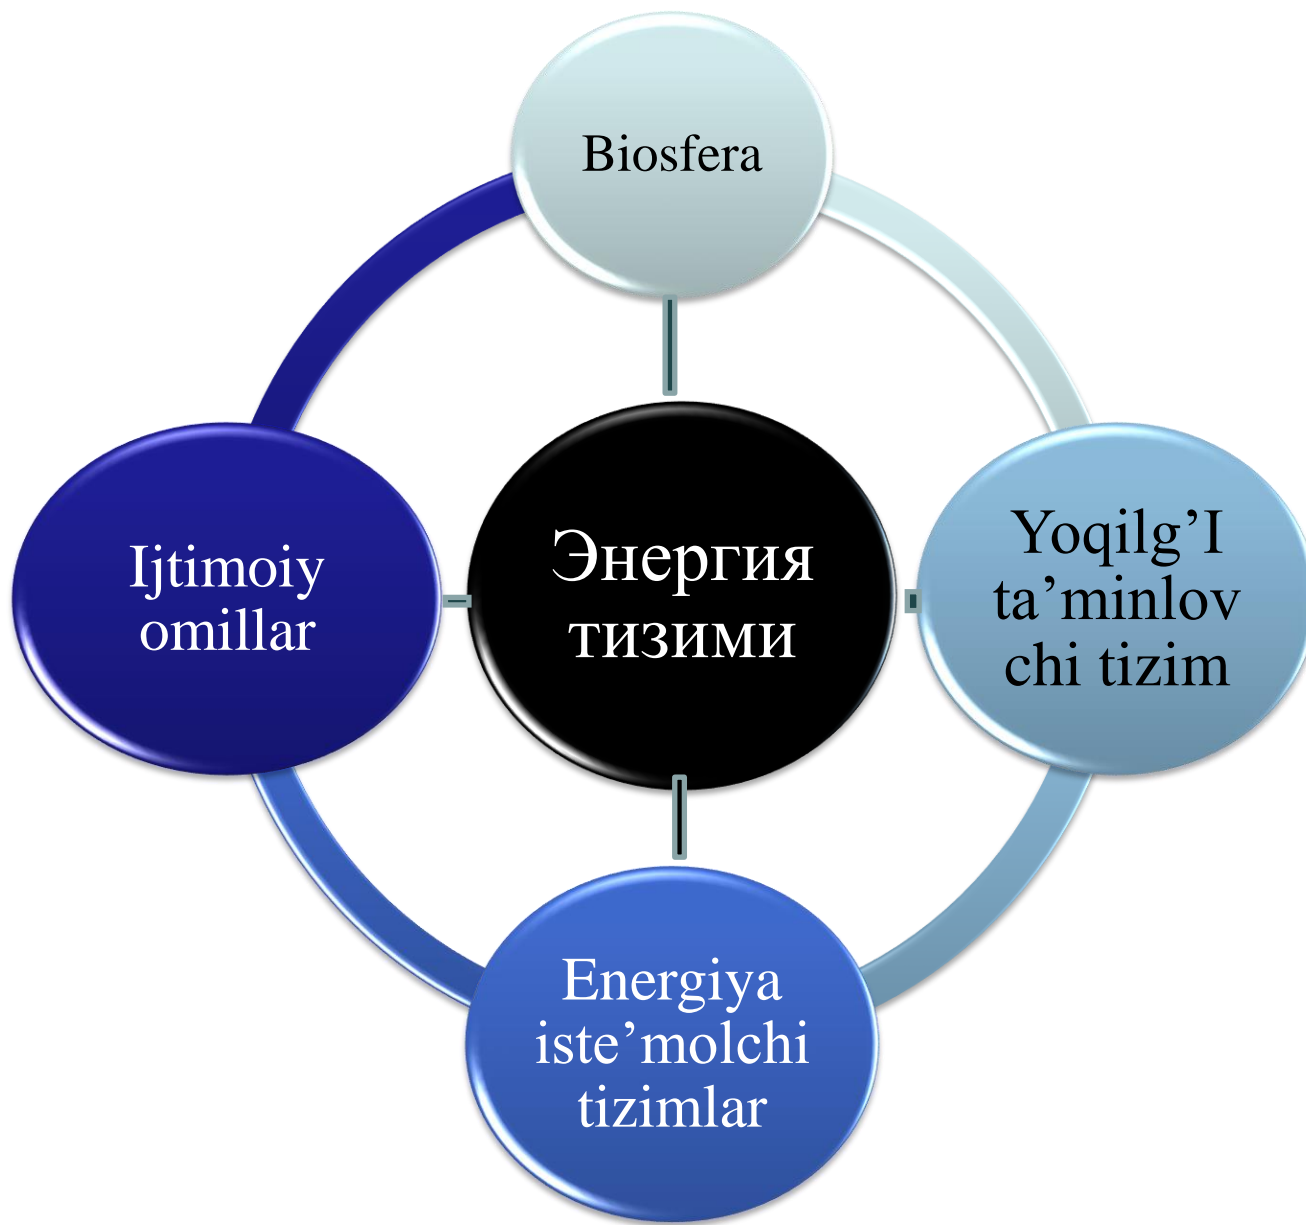 Biosfera
Ijtimoiy
omillar
Энергия
тизими
Yoqilg’I
ta’minlov
chi tizim
Energiya
iste’molchi
tizimlar